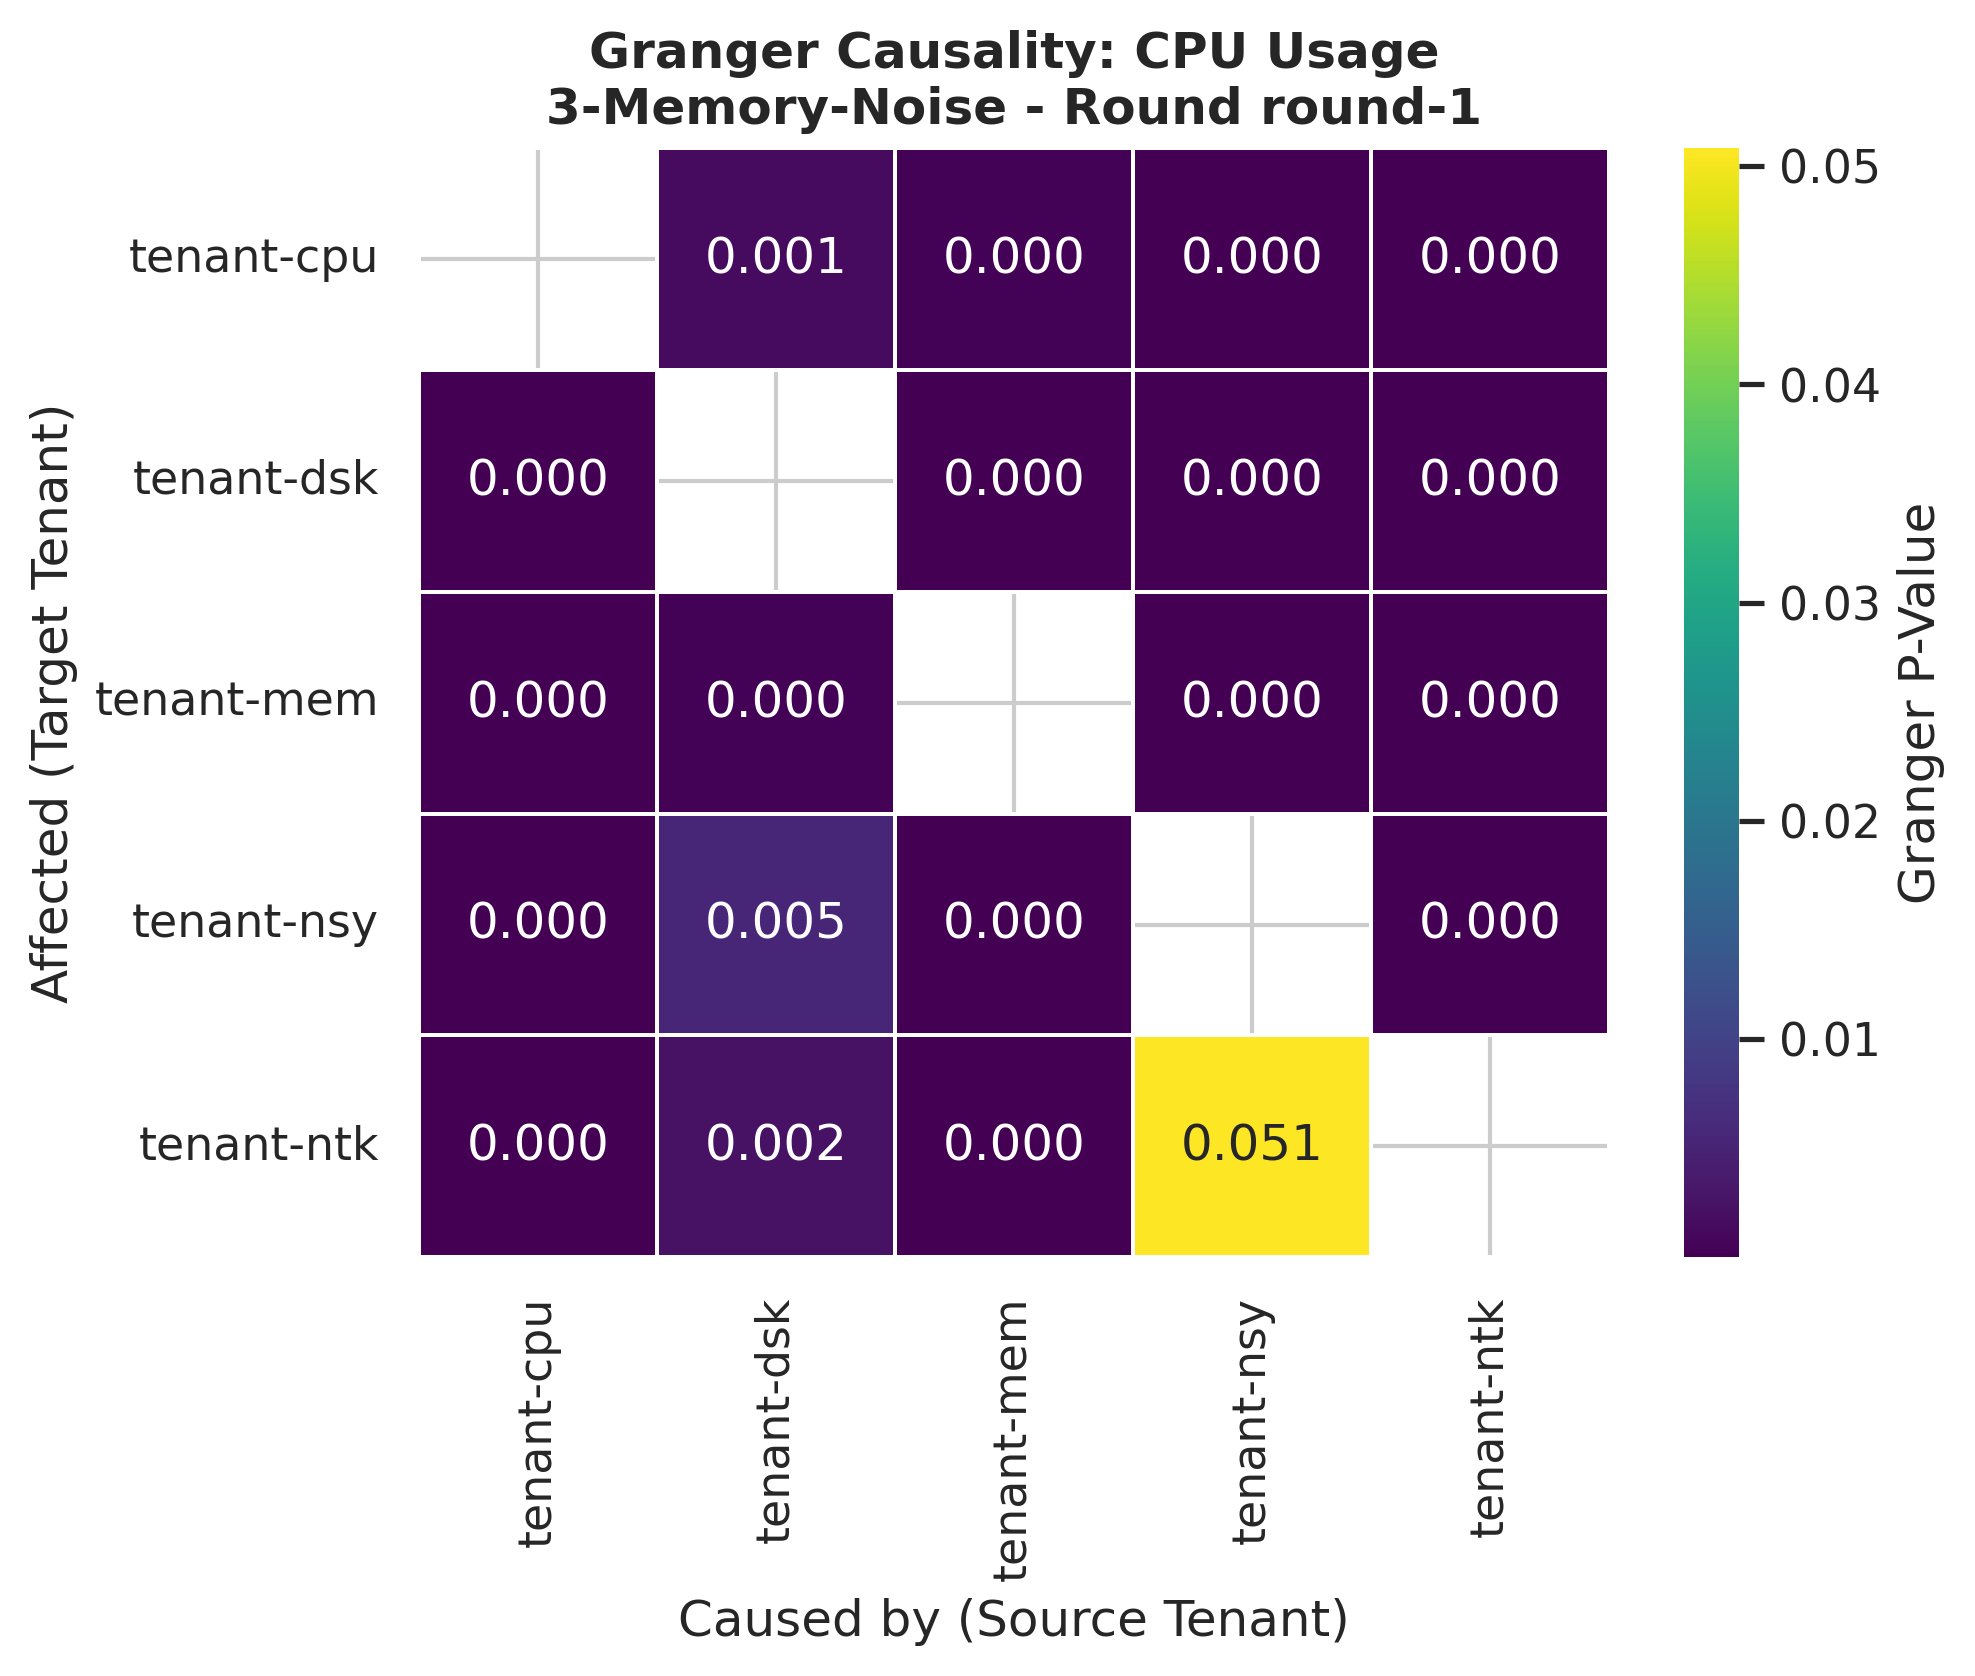 Granger Causality: CPU Usage
3-Memory-Noise - Round round-1
tenant-cpu 0.001 0.000 0.000 0.000
tenant-dsk 0.000 0.000 0.000 0.000
tenant-mem 0.000 0.000 0.000 0.000
tenant-nsy 0.000 0.005 0.000 0.000
tenant-ntk 0.000 0.002 0.000 0.051
Affected (Target Tenant)
tenant-cpu
tenant-dsk
tenant-mem
tenant-nsy
tenant-ntk
Caused by (Source Tenant)
0.05
0.04
0.03
0.02
0.01
Granger P-Value